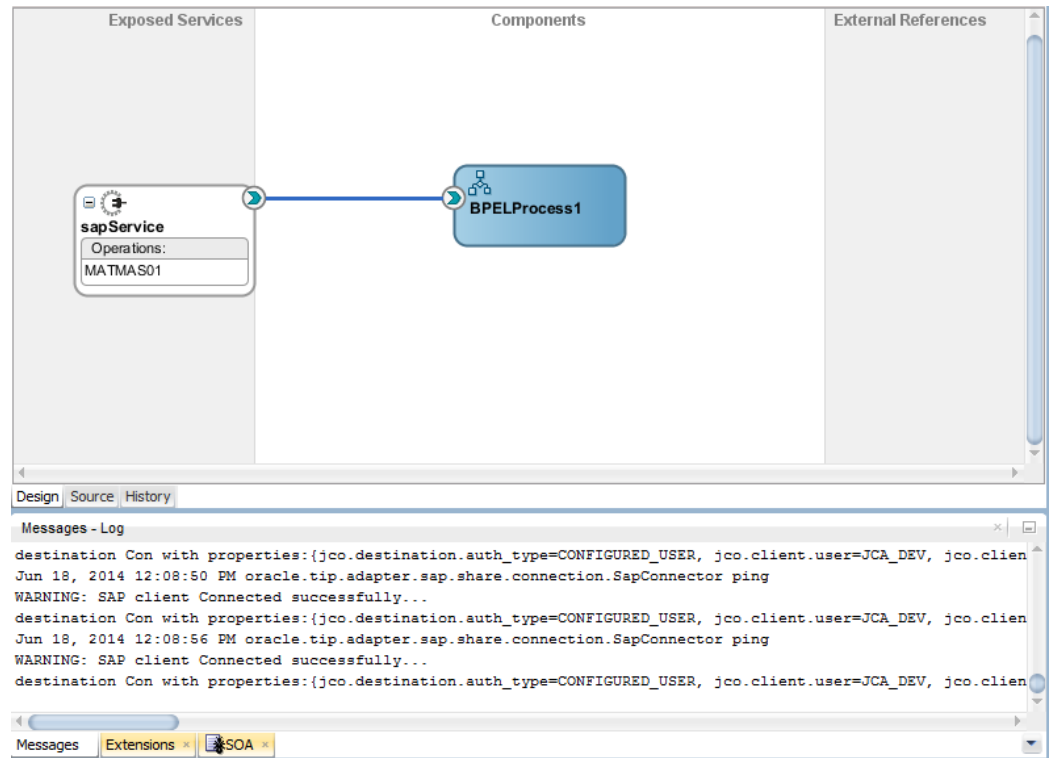 Exposed Services
Components
External References
sapService
Operations:
MATMAS01
BPELProcess1
Design Source History
Messages - Log
destination Con with properties:{jco.destination.auth_type=CONFIGURED_USER, jco.client.user=JCA_DEV, jco.clien
Jun 18, 2014 12:08:50 PM oracle.tip.adapter.sap.share.connection.SapConnector ping
WARNING: SAP client Connected successfully...
destination Con with properties:{jco.destination.auth_type=CONFIGURED_USER, jco.client.user=JCA_DEV, jco.clien
Jun 18, 2014 12:08:56 PM oracle.tip.adapter.sap.share.connection.SapConnector ping
WARNING: SAP client Connected successfully...
destination Con with properties:{jco.destination.auth_type=CONFIGURED_USER, jco.client.user=JCA_DEV, jco.clien
Messages Extensions SOA